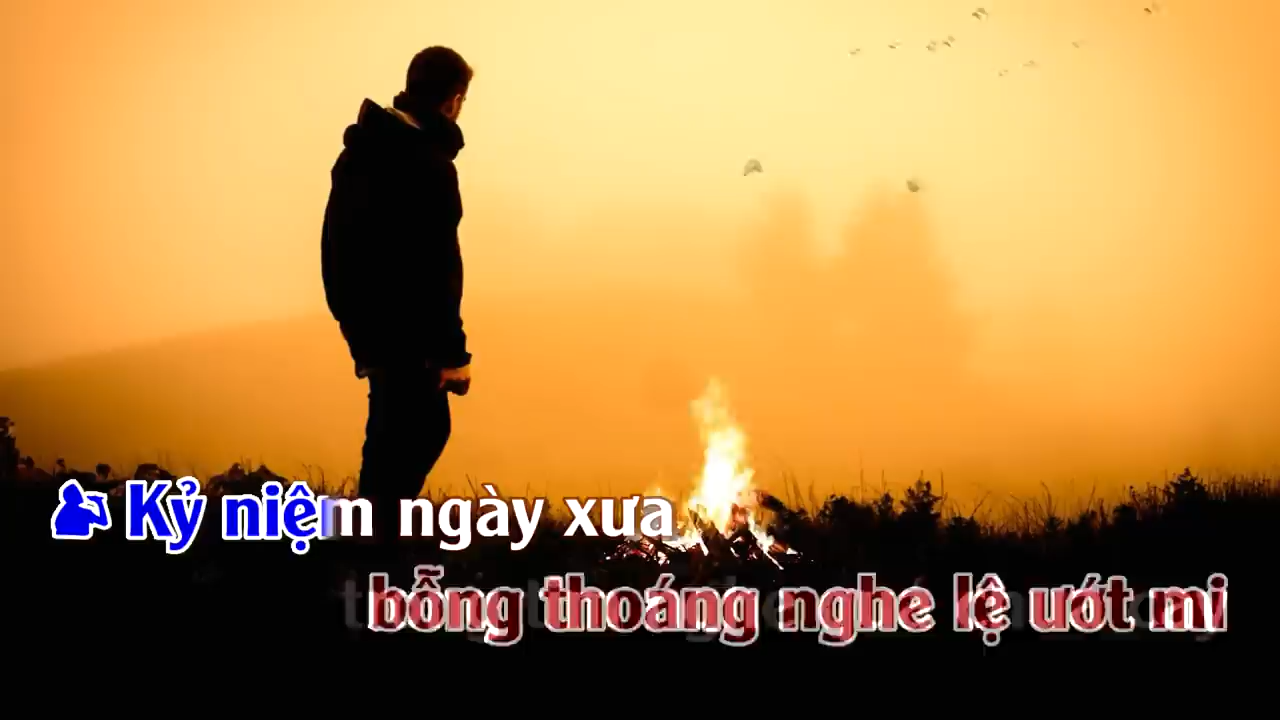 Kỷ niệm ngày xưa
bỗng thoáng nghe lệ ướt mi